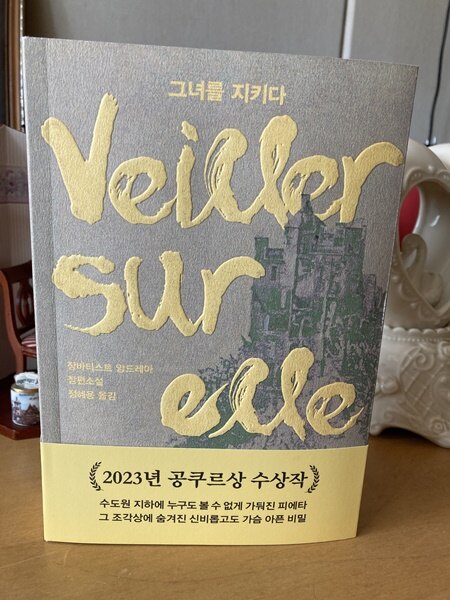 그녀를 지키다
Veiller
sur
elle
장바티스트 앙드레아
장편소설
정혜용 옮김
2023년 공쿠르상 수상작
수도원 지하에 누구도 볼 수 없게 가둬진 피에타
그 조각상에 숨겨진 신비롭고도 가슴 아픈 비밀